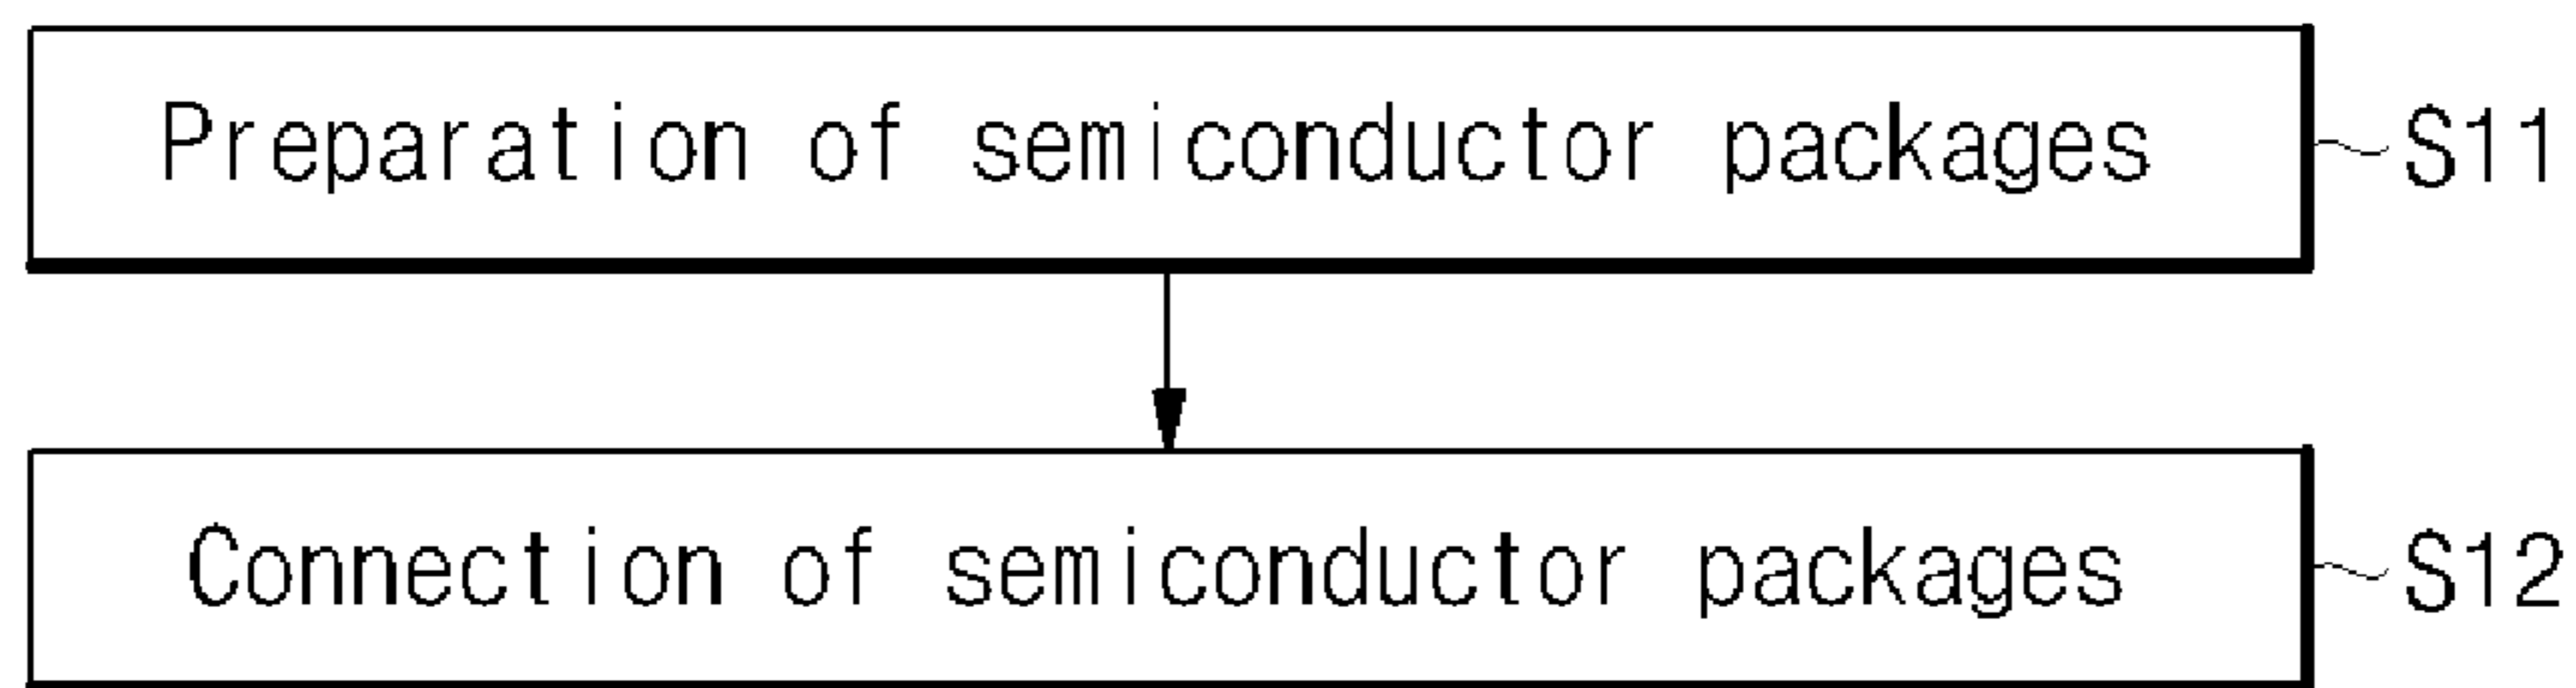 Preparation of semiconductor packages S11
Connection of semiconductor packages S12